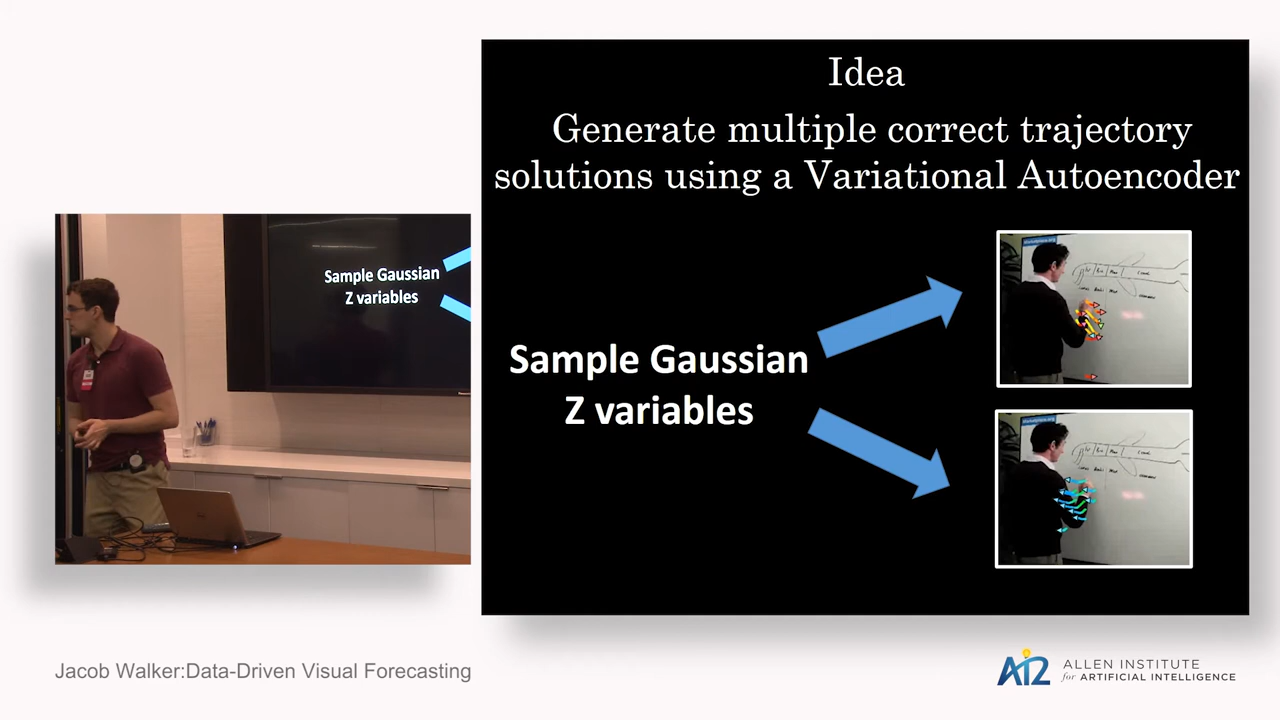 Idea
Generate multiple correct trajectory
solutions using a Variational Autoencoder
Sample Gaussian
Z variables
Sample Gaussian
Z variables
Jacob Walker:Data-Driven Visual Forecasting
AI2
ALLEN INSTITUTE
for ARTIFICIAL INTELLIGENCE